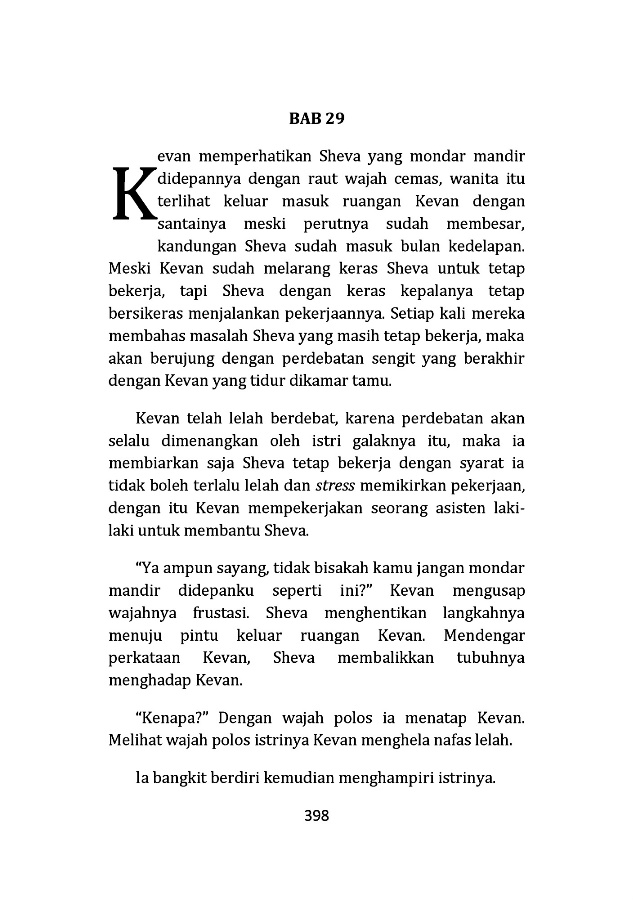 BAB 29
Kevan memperhatikan Sheva yang mondar mandir
didepannya dengan raut wajah cemas, wanita itu
terlihat keluar masuk ruangan Kevan dengan
santainya meski perutnya sudah membesar,
kandungan Sheva sudah masuk bulan kedelapan.
Meski Kevan sudah melarang keras Sheva untuk tetap
bekerja, tapi Sheva dengan keras kepalanya tetap
bersikeras menjalankan pekerjaannya. Setiap kali mereka
membahas masalah Sheva yang masih tetap bekerja, maka
akan berujung dengan perdebatan sengit yang berakhir
dengan Kevan yang tidur dikamar tamu.
Kevan telah lelah berdebat, karena perdebatan akan
selalu dimenangkan oleh istri galaknya itu, maka ia
membiarkan saja Sheva tetap bekerja dengan syarat ia
tidak boleh terlalu lelah dan stress memikirkan pekerjaan,
dengan itu Kevan mempekerjakan seorang asisten laki-
laki untuk membantu Sheva.
“Ya ampun sayang, tidak bisakah kamu jangan mondar
mandir didepanku seperti ini?” Kevan mengusap
wajahnya frustasi. Sheva menghentikan langkahnya
menuju pintu keluar ruangan Kevan. Mendengar
perkataan Kevan, Sheva membalikkan tubuhnya
menghadap Kevan.
“Kenapa?” Dengan wajah polos ia menatap Kevan.
Melihat wajah polos istrinya Kevan menghela nafas lelah.
Ia bangkit berdiri kemudian menghampiri istrinya.
398